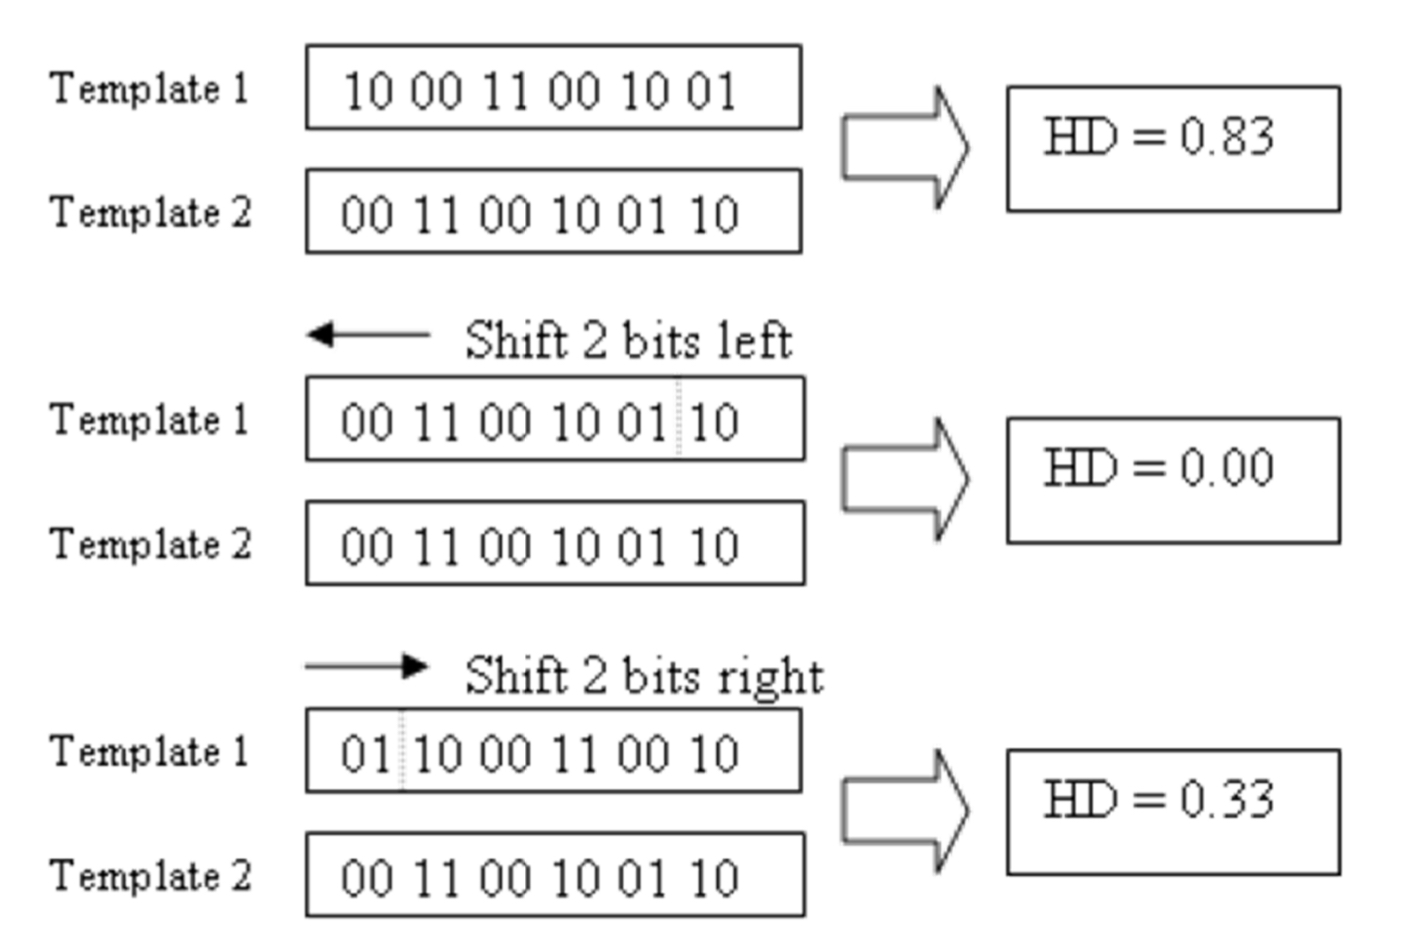 Template 1 10 00 11 00 10 01
HD = 0.83
Template 2 00 11 00 10 01 10
Shift 2 bits left
Template 1 00 11 00 10 01 10
HD = 0.00
Template 2 00 11 00 10 01 10
Shift 2 bits right
Template 1 01 10 00 11 00 10
HD = 0.33
Template 2 00 11 00 10 01 10